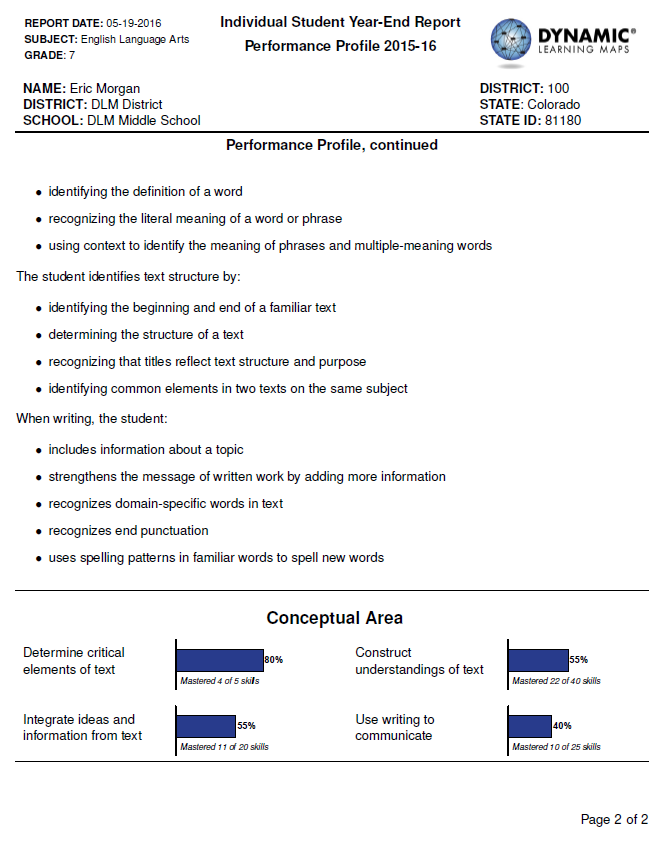 REPORT DATE: 05-19-2016
SUBJECT: English Language Arts
GRADE: 7
Individual Student Year-End Report
Performance Profile 2015-16
DYNAMIC®
LEARNING MAPS
NAME: Eric Morgan
DISTRICT: DLM District
SCHOOL: DLM Middle School
DISTRICT: 100
STATE: Colorado
STATE ID: 81180
Performance Profile, continued
• identifying the definition of a word
• recognizing the literal meaning of a word or phrase
• using context to identify the meaning of phrases and multiple-meaning words
The student identifies text structure by:
• identifying the beginning and end of a familiar text
• determining the structure of a text
• recognizing that titles reflect text structure and purpose
• identifying common elements in two texts on the same subject
When writing, the student:
• includes information about a topic
• strengthens the message of written work by adding more information
• recognizes domain-specific words in text
• recognizes end punctuation
• uses spelling patterns in familiar words to spell new words
Conceptual Area
Determine critical
elements of text
80%
Mastered 4 of 5 skills
Construct
understandings of text
55%
Mastered 22 of 40 skills
Integrate ideas and
information from text
55%
Mastered 11 of 20 skills
Use writing to
communicate
40%
Mastered 10 of 25 skills
Page 2 of 2